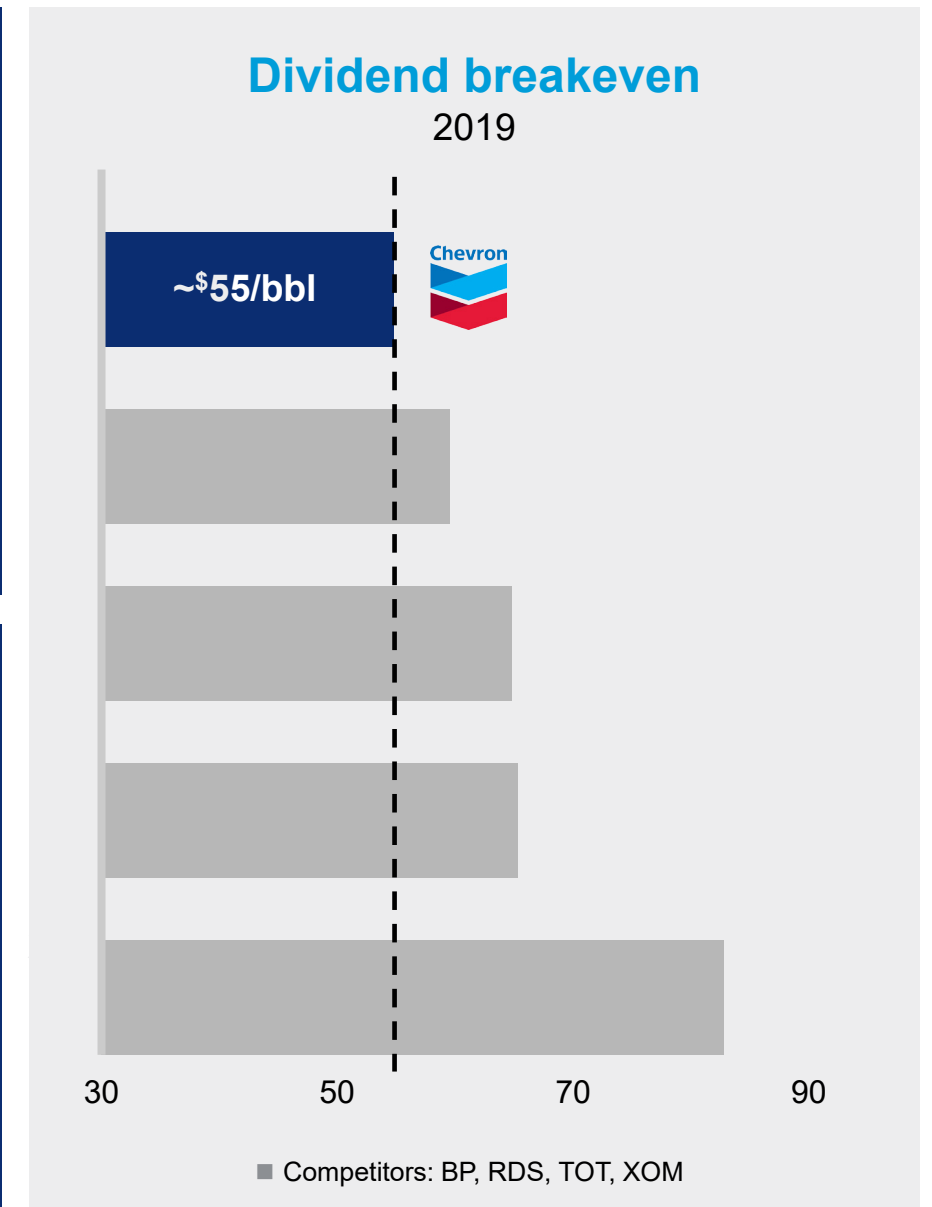 Dividend breakeven
2019
~$55/bbl
Chevron
30 50 70 90
Competitors: BP, RDS, TOT, XOM